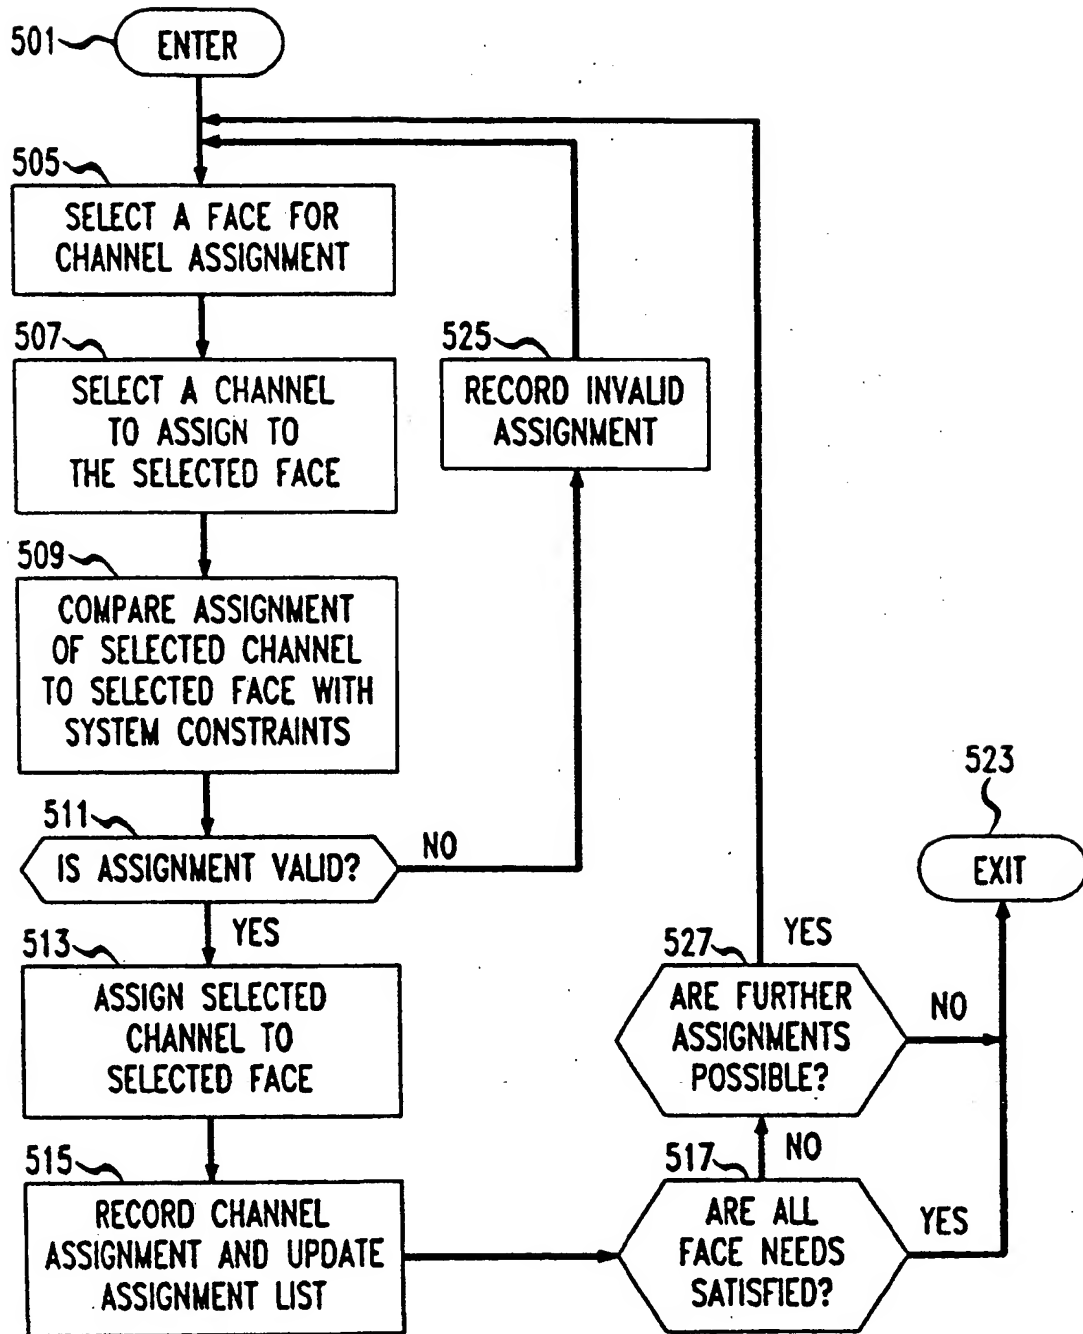 501
ENTER
505
SELECT A FACE FOR
CHANNEL ASSIGNMENT
507
SELECT A CHANNEL
TO ASSIGN TO
THE SELECTED FACE
525
RECORD INVALID
ASSIGNMENT
509
COMPARE ASSIGNMENT
OF SELECTED CHANNEL
TO SELECTED FACE WITH
SYSTEM CONSTRAINTS
511
IS ASSIGNMENT VALID?
NO
YES
513
ASSIGN SELECTED
CHANNEL TO
SELECTED FACE
515
RECORD CHANNEL
ASSIGNMENT AND UPDATE
ASSIGNMENT LIST
517
ARE ALL
FACE NEEDS
SATISFIED?
NO
YES
527
ARE FURTHER
ASSIGNMENTS
POSSIBLE?
YES
NO
523
EXIT